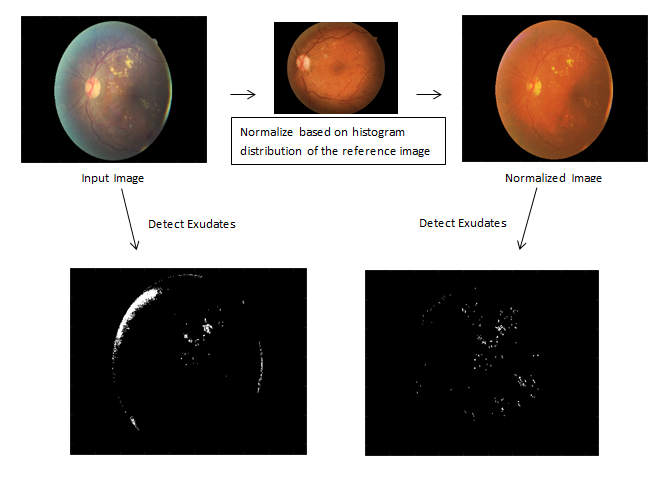 Normalize based on histogram
distribution of the reference image
Input Image
Normalized Image
Detect Exudates
Detect Exudates